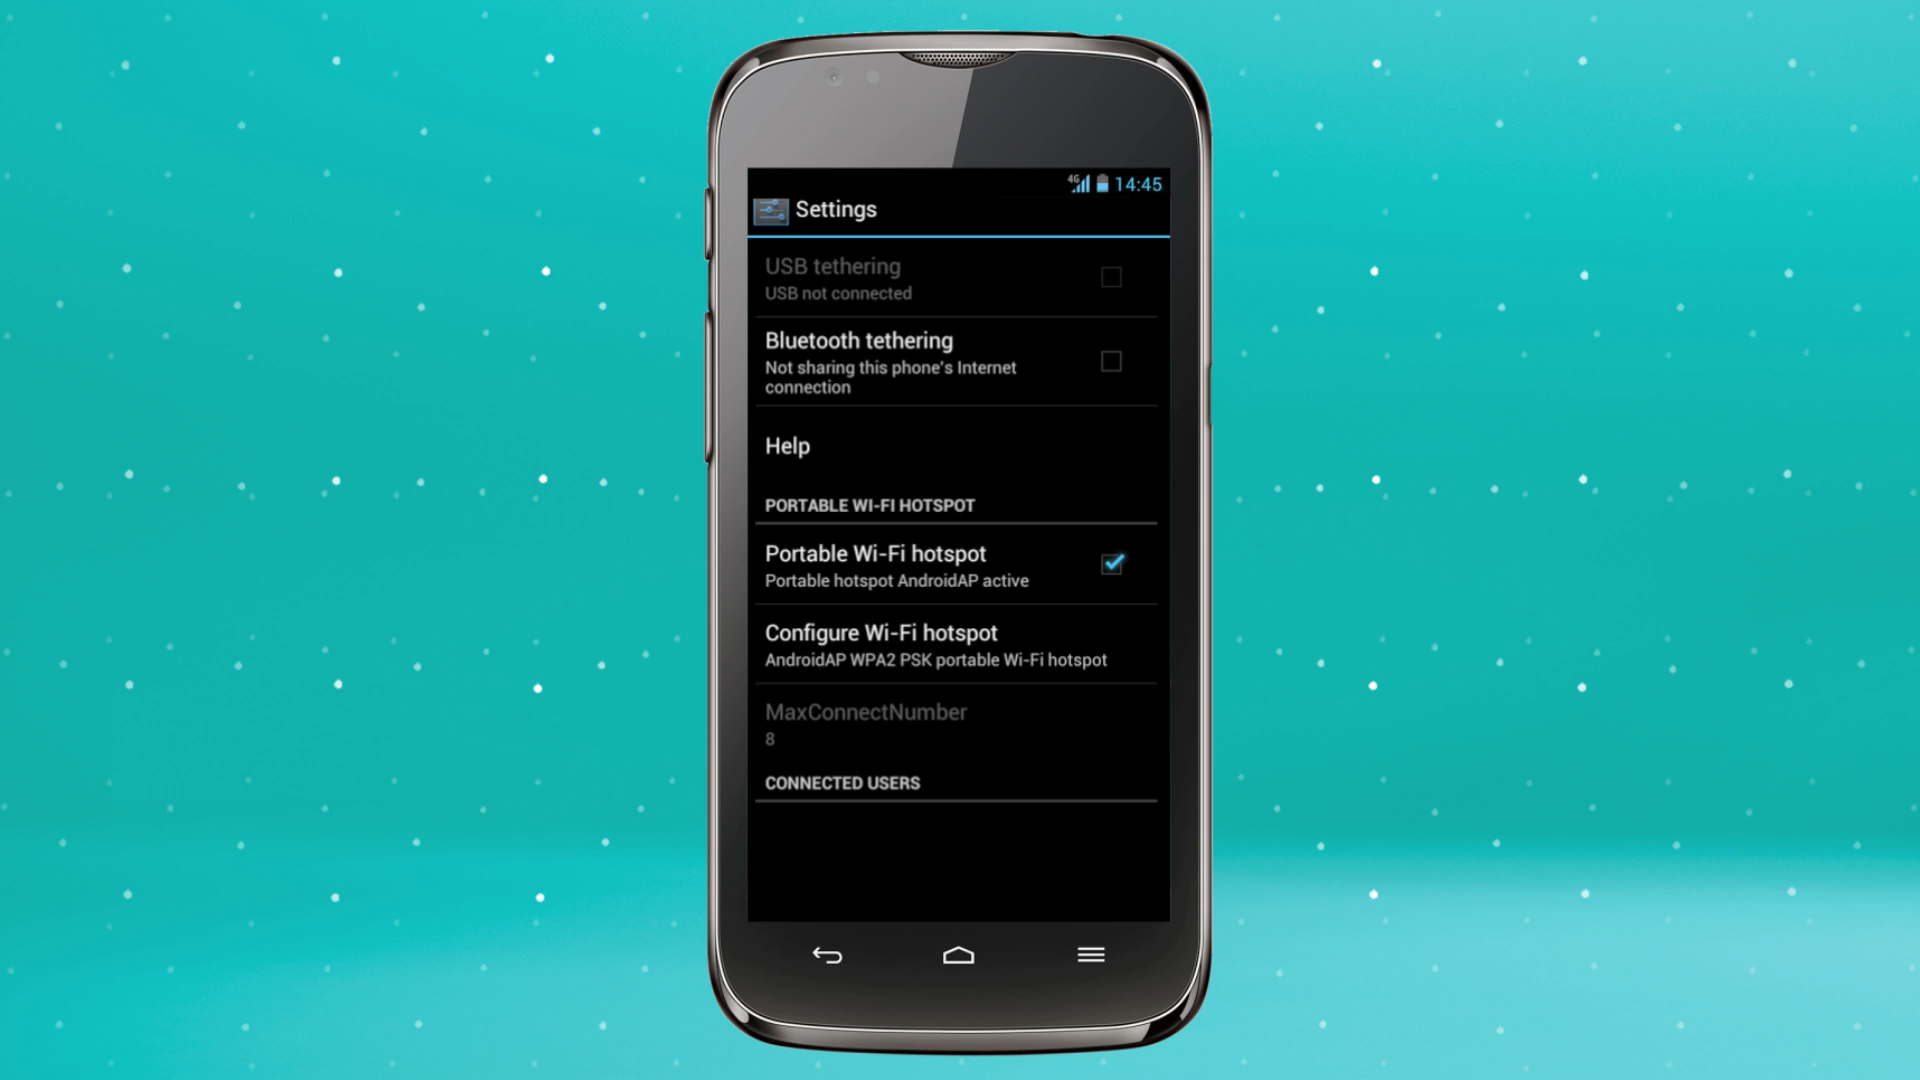 4G 14:45
Settings
USB tethering
USB not connected
Bluetooth tethering
Not sharing this phone's Internet
connection
Help
PORTABLE WI-FI HOTSPOT
Portable Wi-Fi hotspot
Portable hotspot AndroidAP active
Configure Wi-Fi hotspot
AndroidAP WPA2 PSK portable Wi-Fi hotspot
MaxConnectNumber
8
CONNECTED USERS